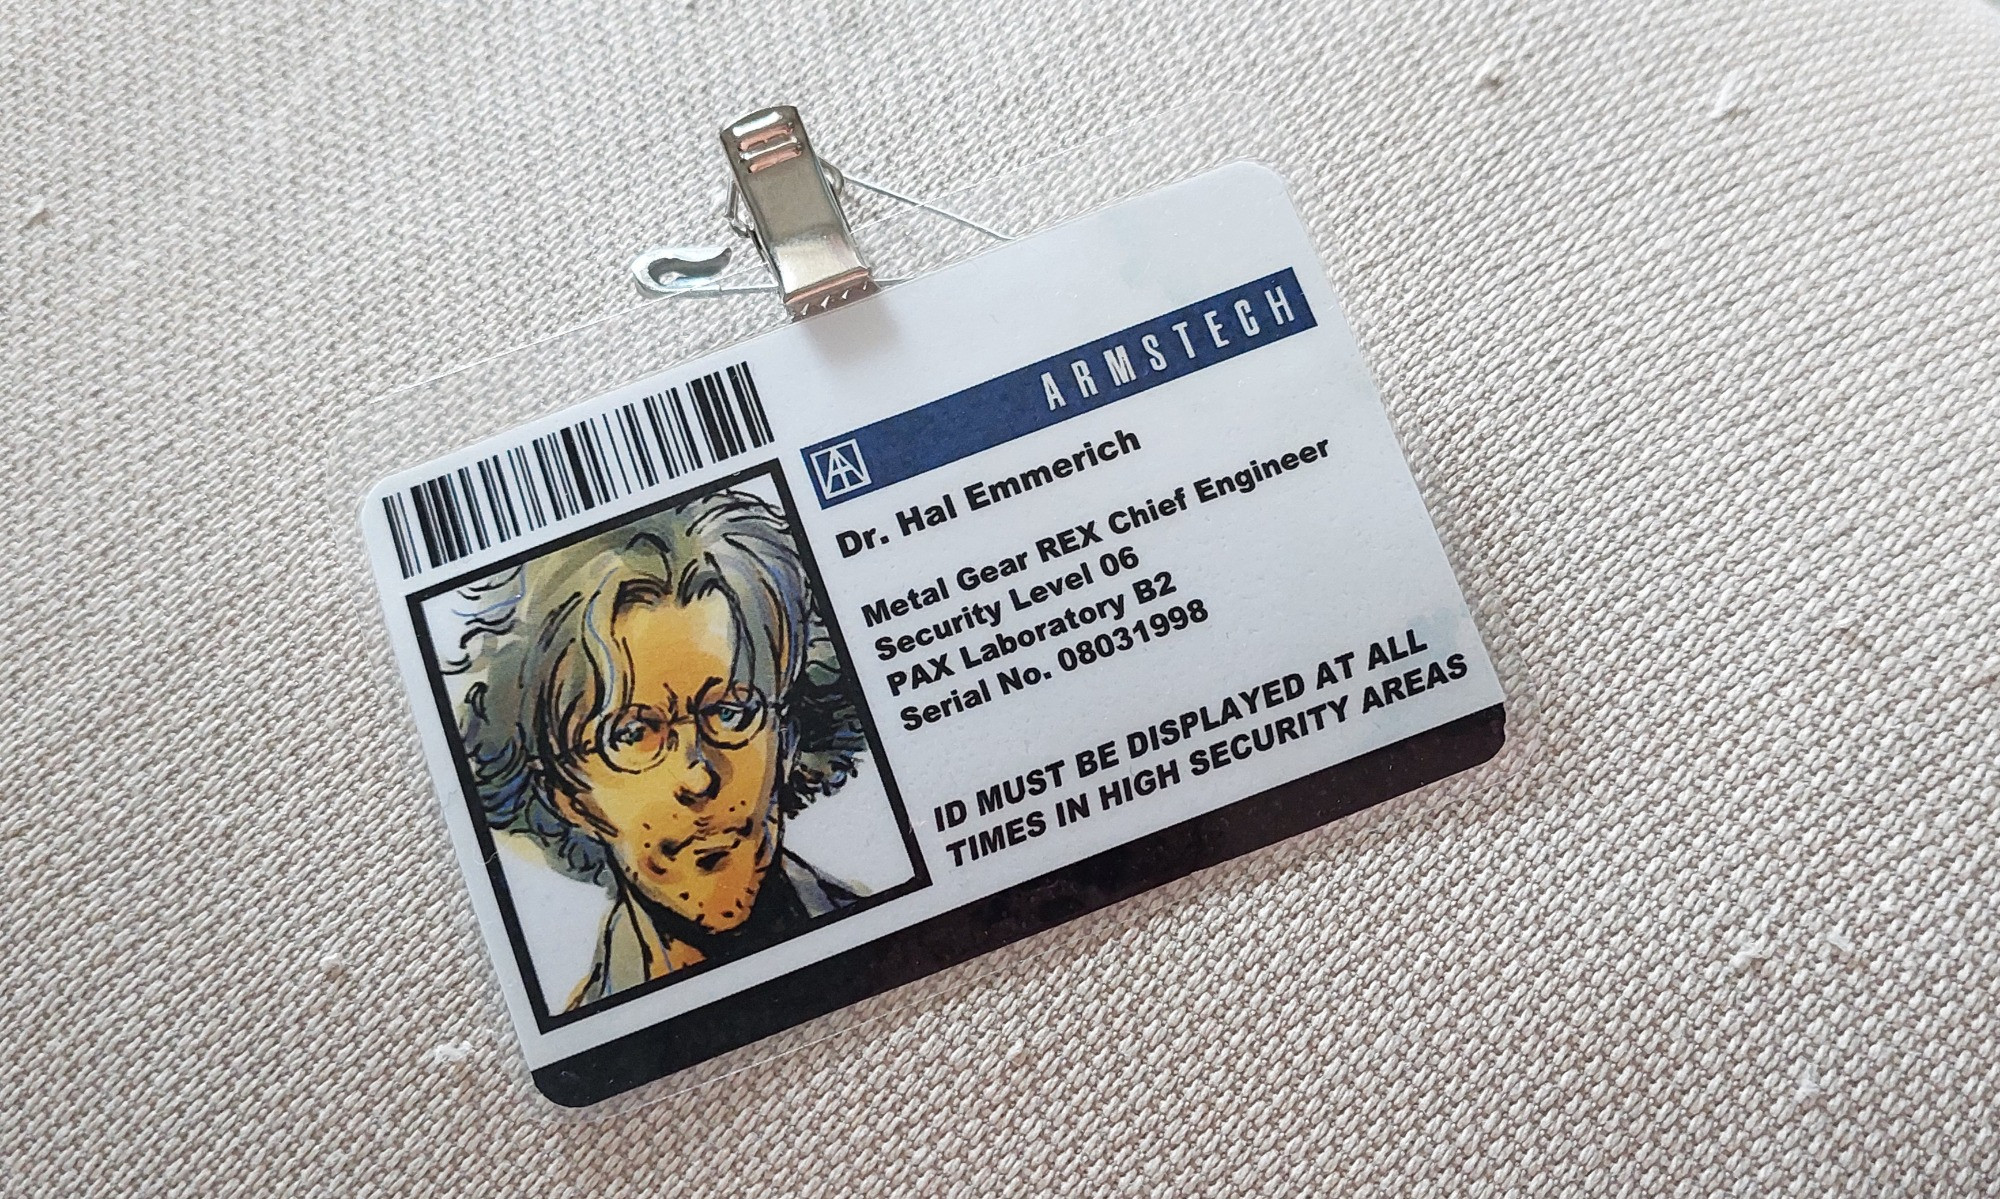 ARMSTECH
Dr. Hal Emmerich
Metal Gear REX Chief Engineer
Security Level 06
PAX Laboratory B2
Serial No. 08031998
ID MUST BE DISPLAYED AT ALL
TIMES IN HIGH SECURITY AREAS